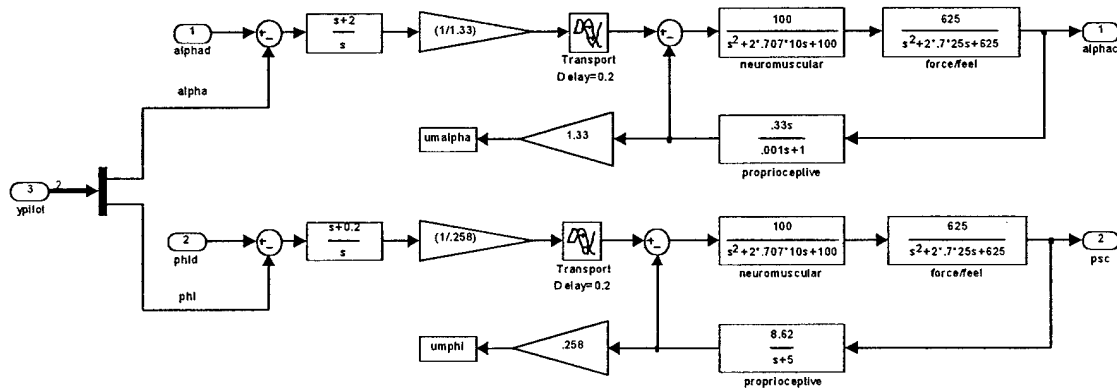 1
alphad
s+2
s
(1/1.33)
Transport
Delay=0.2
100
s²+2*.707*10s+100
neuromuscular
625
s²+2*.7*25s+625
force/feel
1
alphac
alpha
umalpha
1.33
.33s
.001s+1
proprioceptive
3
ypilot
2
2
phid
s+0.2
s
(1/.258)
Transport
Delay=0.2
100
s²+2*.707*10s+100
neuromuscular
625
s²+2*.7*25s+625
force/feel
2
psc
phi
umphi
.258
8.62
s+5
proprioceptive